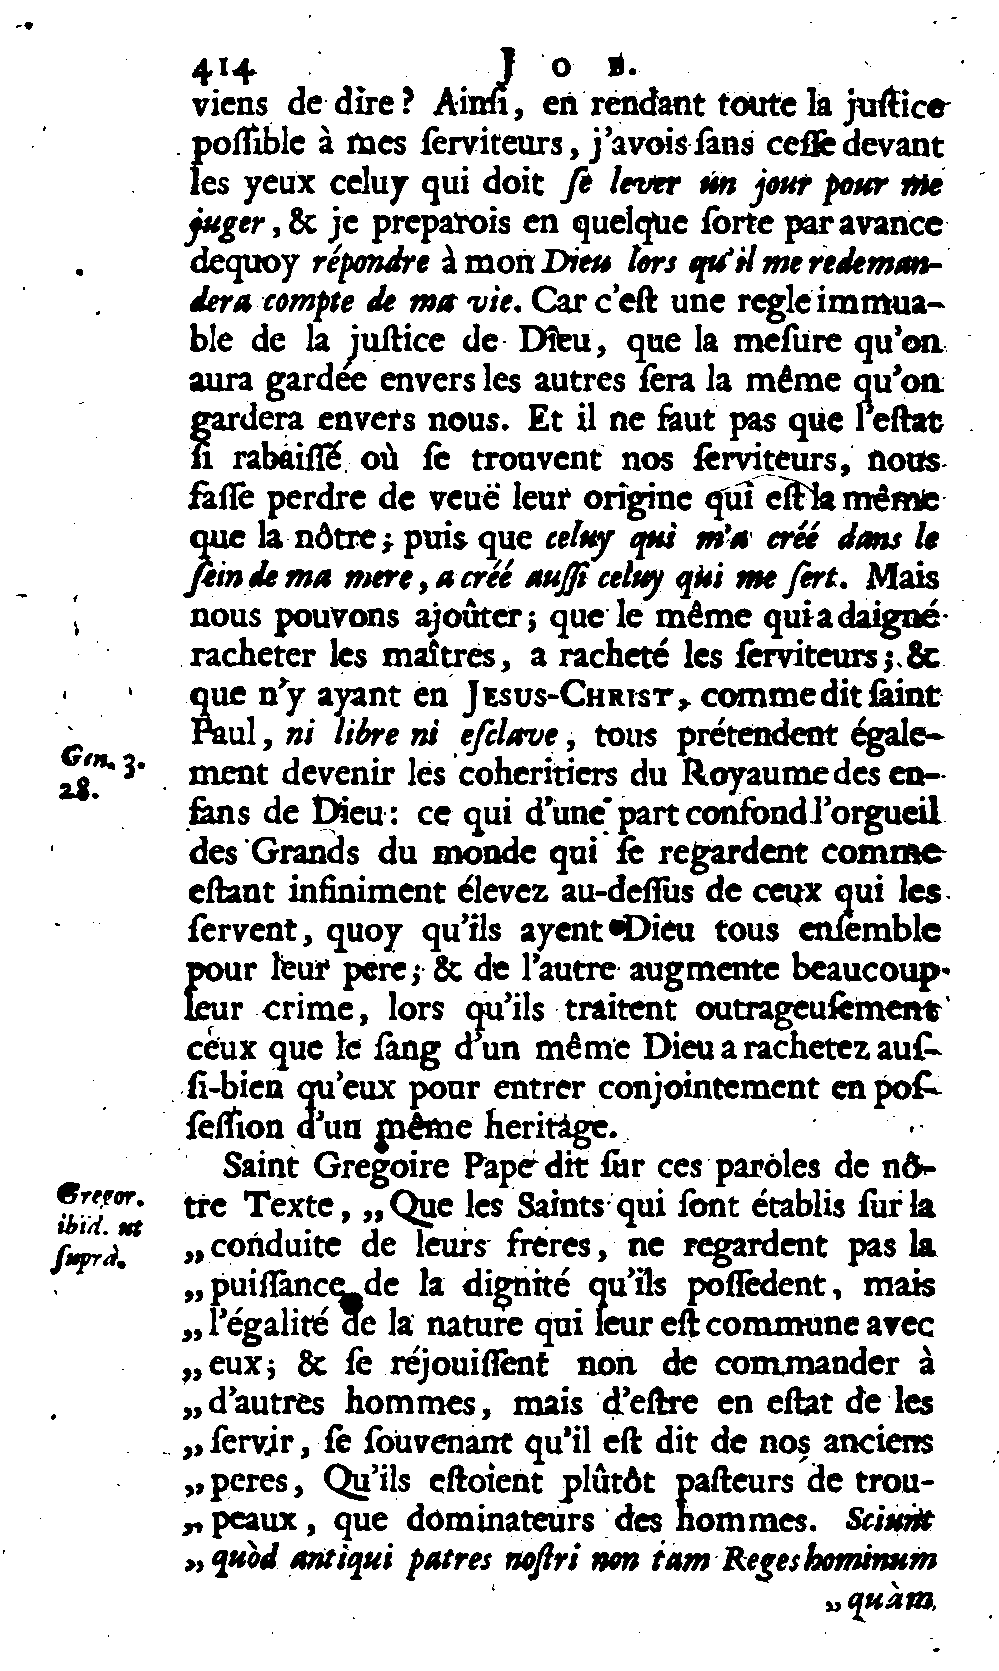 414 JOB.
viens de dire? Ainſi, en rendant toute la juſtice
poſſible à mes ſerviteurs, j'avois ſans ceſſe devant
les yeux celuy qui doit ſe lever un jour pour me
juger, & je preparois en quelque ſorte par avance
dequoy répondre à mon Dieu lors qu'il me redeman-
dera compte de ma vie. Car c'eſt une regle immua-
ble de la juſtice de Dieu, que la meſure qu'on
aura gardée envers les autres ſera la même qu'on
gardera envers nous. Et il ne faut pas que l'eſtat
ſi rabaiſſé où ſe trouvent nos ſerviteurs, nous
faſſe perdre de veuë leur origine qui eſt la même
que la nôtre; puis que celuy qui m'a créé dans le
ſein de ma mere, a créé auſſi celuy qui me ſert. Mais
nous pouvons ajoûter; que le même qui a daigné
racheter les maîtres, a racheté les ſerviteurs; &
que n'y ayant en JESUS-CHRIST, comme dit ſaint
Paul, ni libre ni eſclave, tous prétendent égale-
Gen. 3.
28.
ment devenir les coheritiers du Royaume des en-
fans de Dieu: ce qui d'une part confond l'orgueil
des Grands du monde qui ſe regardent comme
eſtant infiniment élevez au-deſſus de ceux qui les
ſervent, quoy qu'ils ayent Dieu tous enſemble
pour leur pere; & de l'autre augmente beaucoup
leur crime, lors qu'ils traitent outrageuſement
ceux que le ſang d'un même Dieu a rachetez auſ-
ſi-bien qu'eux pour entrer conjointement en poſ-
ſeſſion d'un même heritage.
Saint Gregoire Pape dit ſur ces paroles de nô-
Gregor.
ibid. ut
ſuprà.
tre Texte, „Que les Saints qui ſont établis ſur la
„conduite de leurs freres, ne regardent pas la
„puiſſance de la dignité qu'ils poſſedent, mais
„l'égalité de la nature qui leur eſt commune avec
„eux; & ſe réjouiſſent non de commander à
„d'autres hommes, mais d'eſtre en eſtat de les
„ſervir, ſe ſouvenant qu'il eſt dit de nos anciens
„peres, Qu'ils eſtoient plûtôt paſteurs de trou-
„peaux, que dominateurs des hommes. Sciunt
„quòd antiqui patres noſtri non tam Reges hominum
„quàm